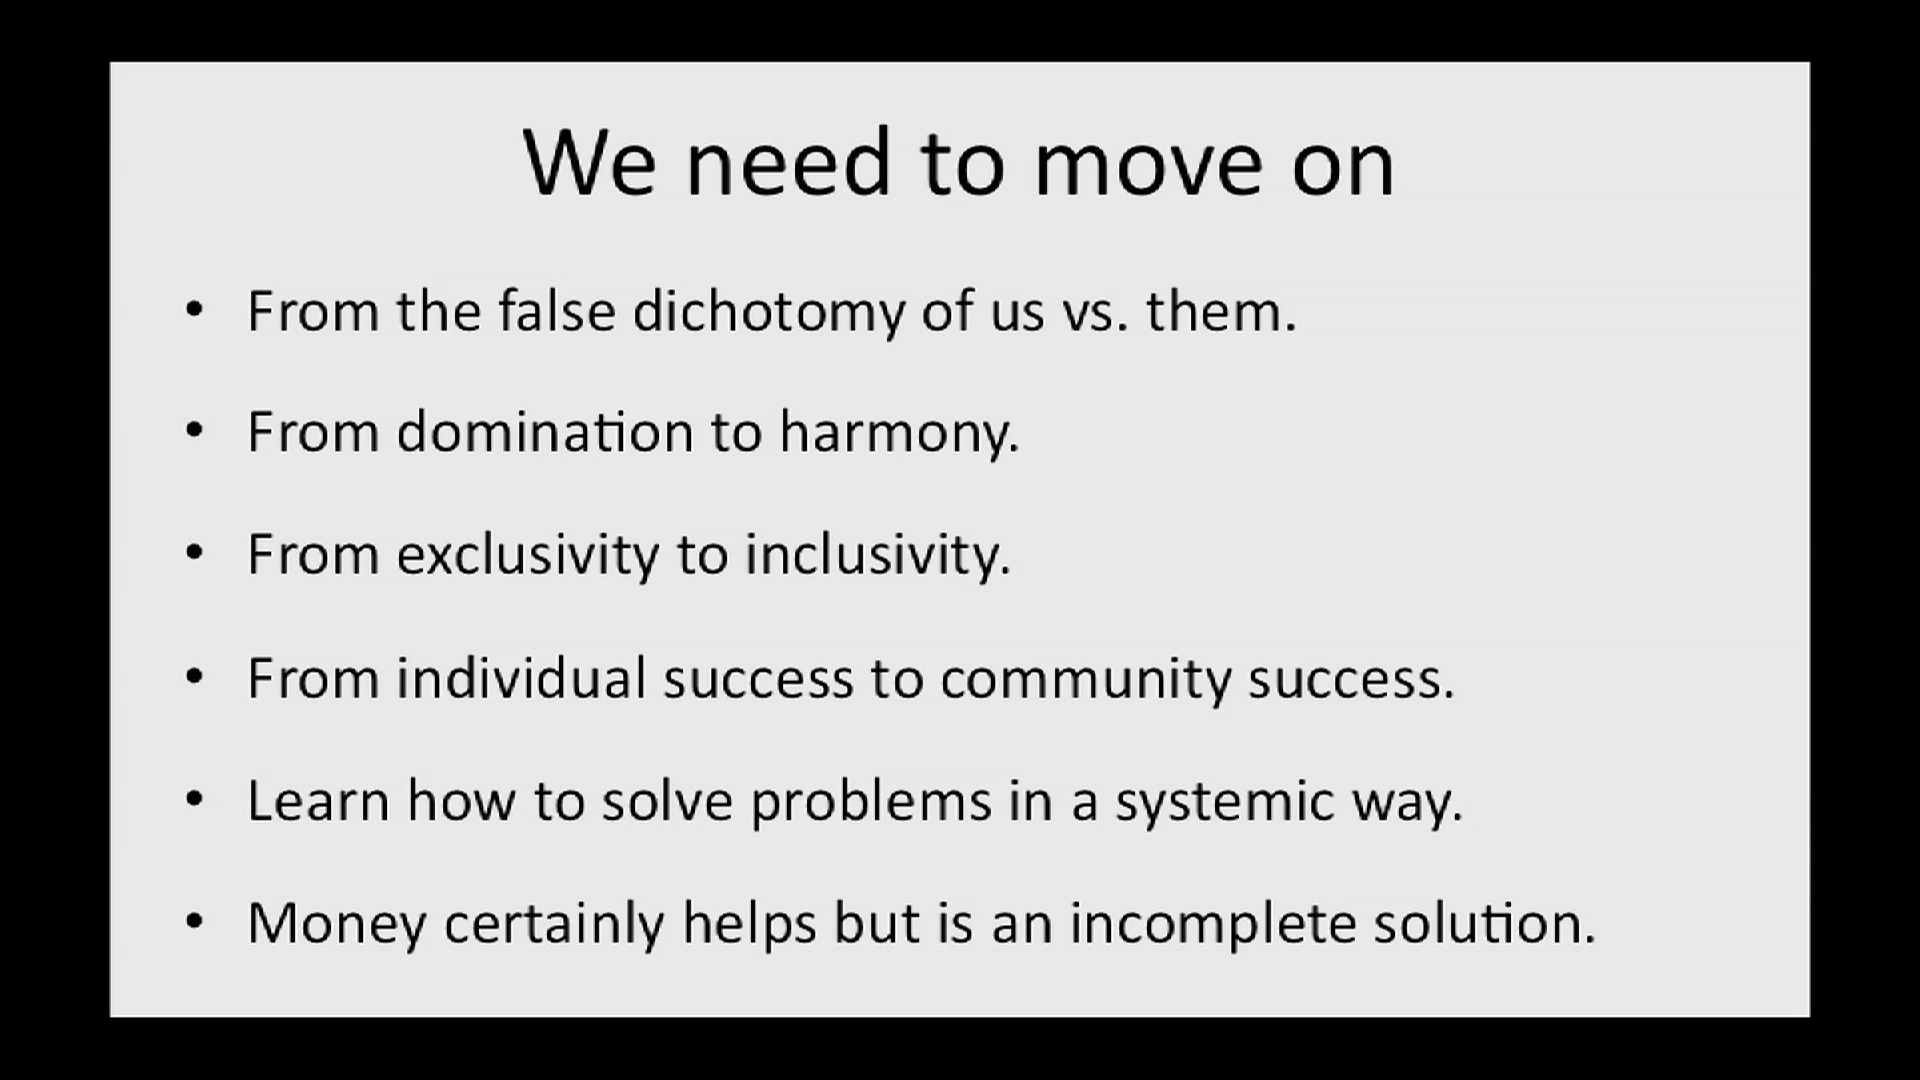 We need to move on
• From the false dichotomy of us vs. them.
• From domination to harmony.
• From exclusivity to inclusivity.
• From individual success to community success.
• Learn how to solve problems in a systemic way.
• Money certainly helps but is an incomplete solution.